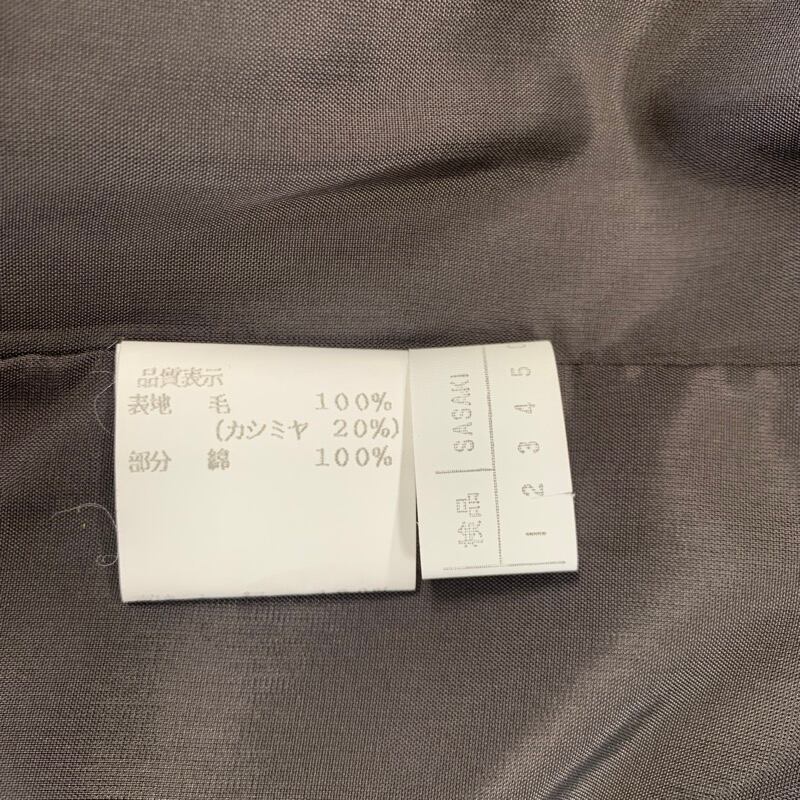 品質表示
表地 毛 100%
(カシミヤ 20%)
部分 綿 100%
検品 SASAKI
1 2 3 4 5